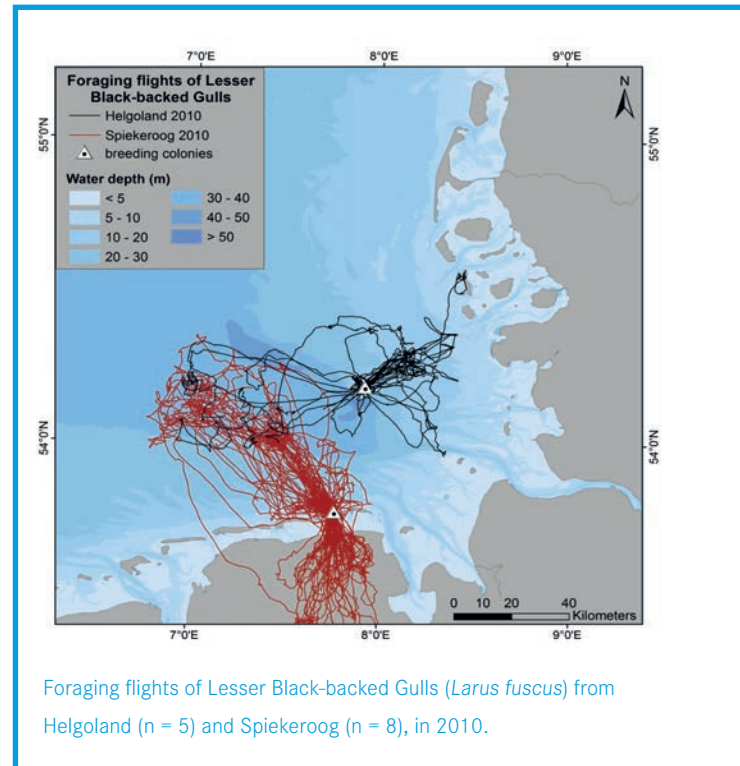 7°0'E 8°0'E 9°0'E
Foraging flights of Lesser
Black-backed Gulls
Helgoland 2010
Spiekeroog 2010
breeding colonies
Water depth (m)
< 5
5 - 10
10 - 20
20 - 30
30 - 40
40 - 50
> 50
N
55°0'N
55°0'N
54°0'N
54°0'N
0 10 20 40
Kilometers
7°0'E 8°0'E 9°0'E
Foraging flights of Lesser Black-backed Gulls (Larus fuscus) from
Helgoland (n = 5) and Spiekeroog (n = 8), in 2010.